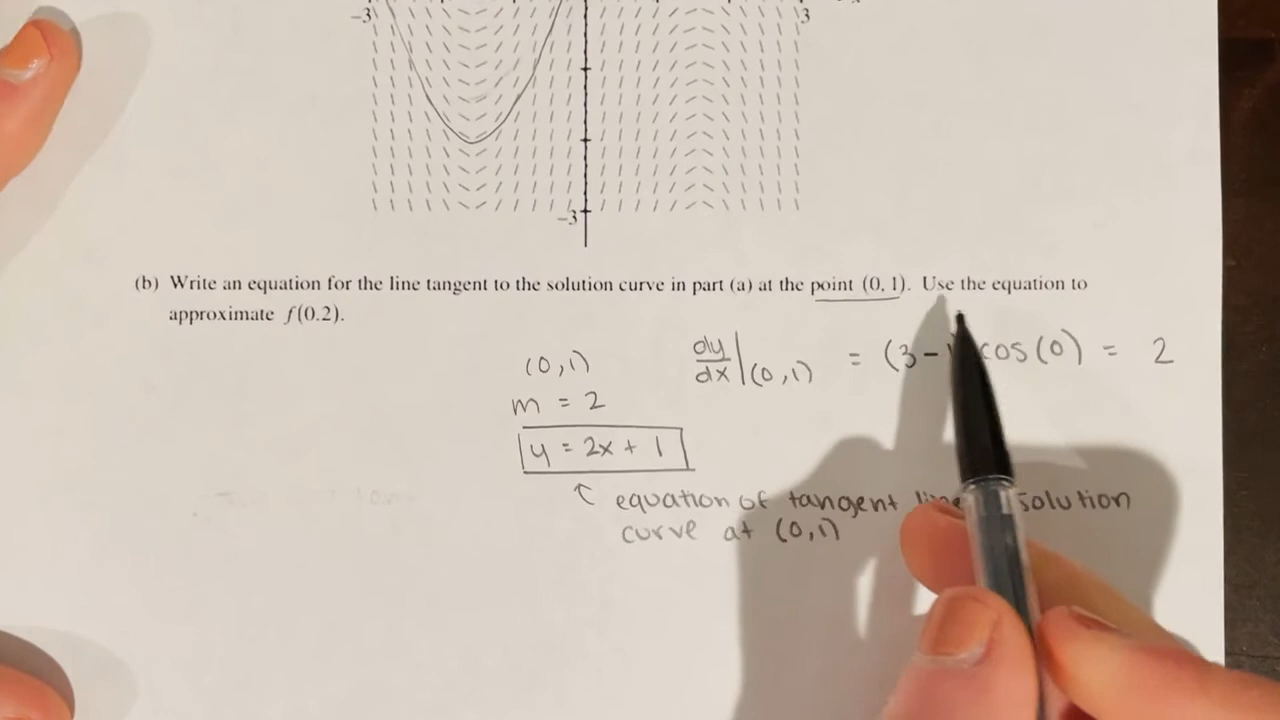 -3 3
-3
(b) Write an equation for the line tangent to the solution curve in part (a) at the point (0, 1). Use the equation to
approximate f(0.2).
(0,1) dy/dx|(0,1) = (3- cos(0) = 2
m = 2
y = 2x + 1
↑ equation of tangent line solution
curve at (0,1)